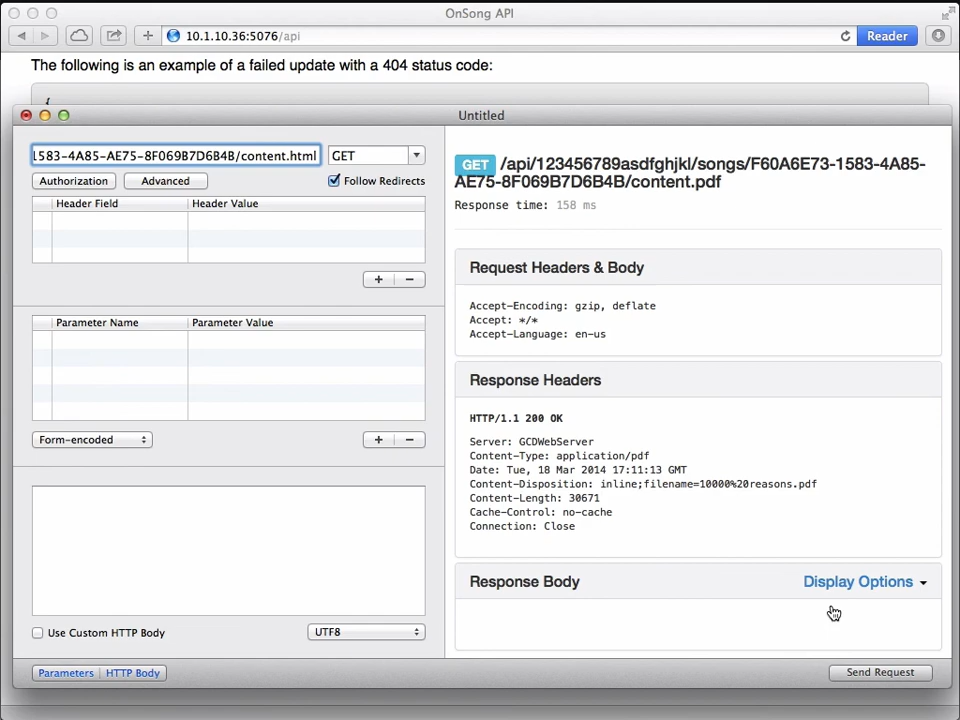 OnSong API
10.1.10.36:5076/api
Reader
The following is an example of a failed update with a 404 status code:
{
Untitled
1583-4A85-AE75-8F069B7D6B4B/content.html
GET
Authorization
Advanced
Follow Redirects
Header Field
Header Value
+ −
Parameter Name
Parameter Value
Form-encoded
+ −
Use Custom HTTP Body
UTF8
Parameters
HTTP Body
GET /api/123456789asdfghjkl/songs/F60A6E73-1583-4A85-
AE75-8F069B7D6B4B/content.pdf
Response time: 158 ms
Request Headers & Body
Accept-Encoding: gzip, deflate
Accept: */*
Accept-Language: en-us
Response Headers
HTTP/1.1 200 OK
Server: GCDWebServer
Content-Type: application/pdf
Date: Tue, 18 Mar 2014 17:11:13 GMT
Content-Disposition: inline;filename=10000%20reasons.pdf
Content-Length: 30671
Cache-Control: no-cache
Connection: Close
Response Body
Display Options
Send Request